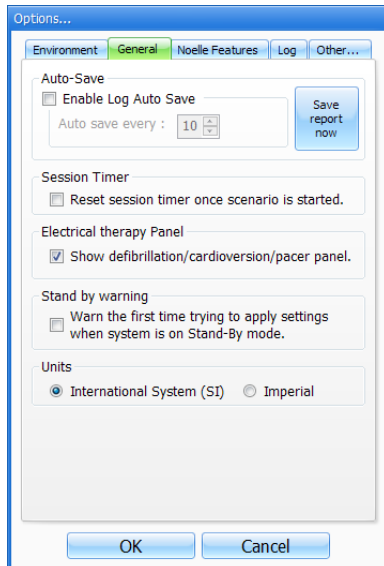 Options...
Environment General Noelle Features Log Other...
Auto-Save
Enable Log Auto Save
Auto save every : 10
Save
report
now
Session Timer
Reset session timer once scenario is started.
Electrical therapy Panel
Show defibrillation/cardioversion/pacer panel.
Stand by warning
Warn the first time trying to apply settings
when system is on Stand-By mode.
Units
International System (SI) Imperial
OK Cancel